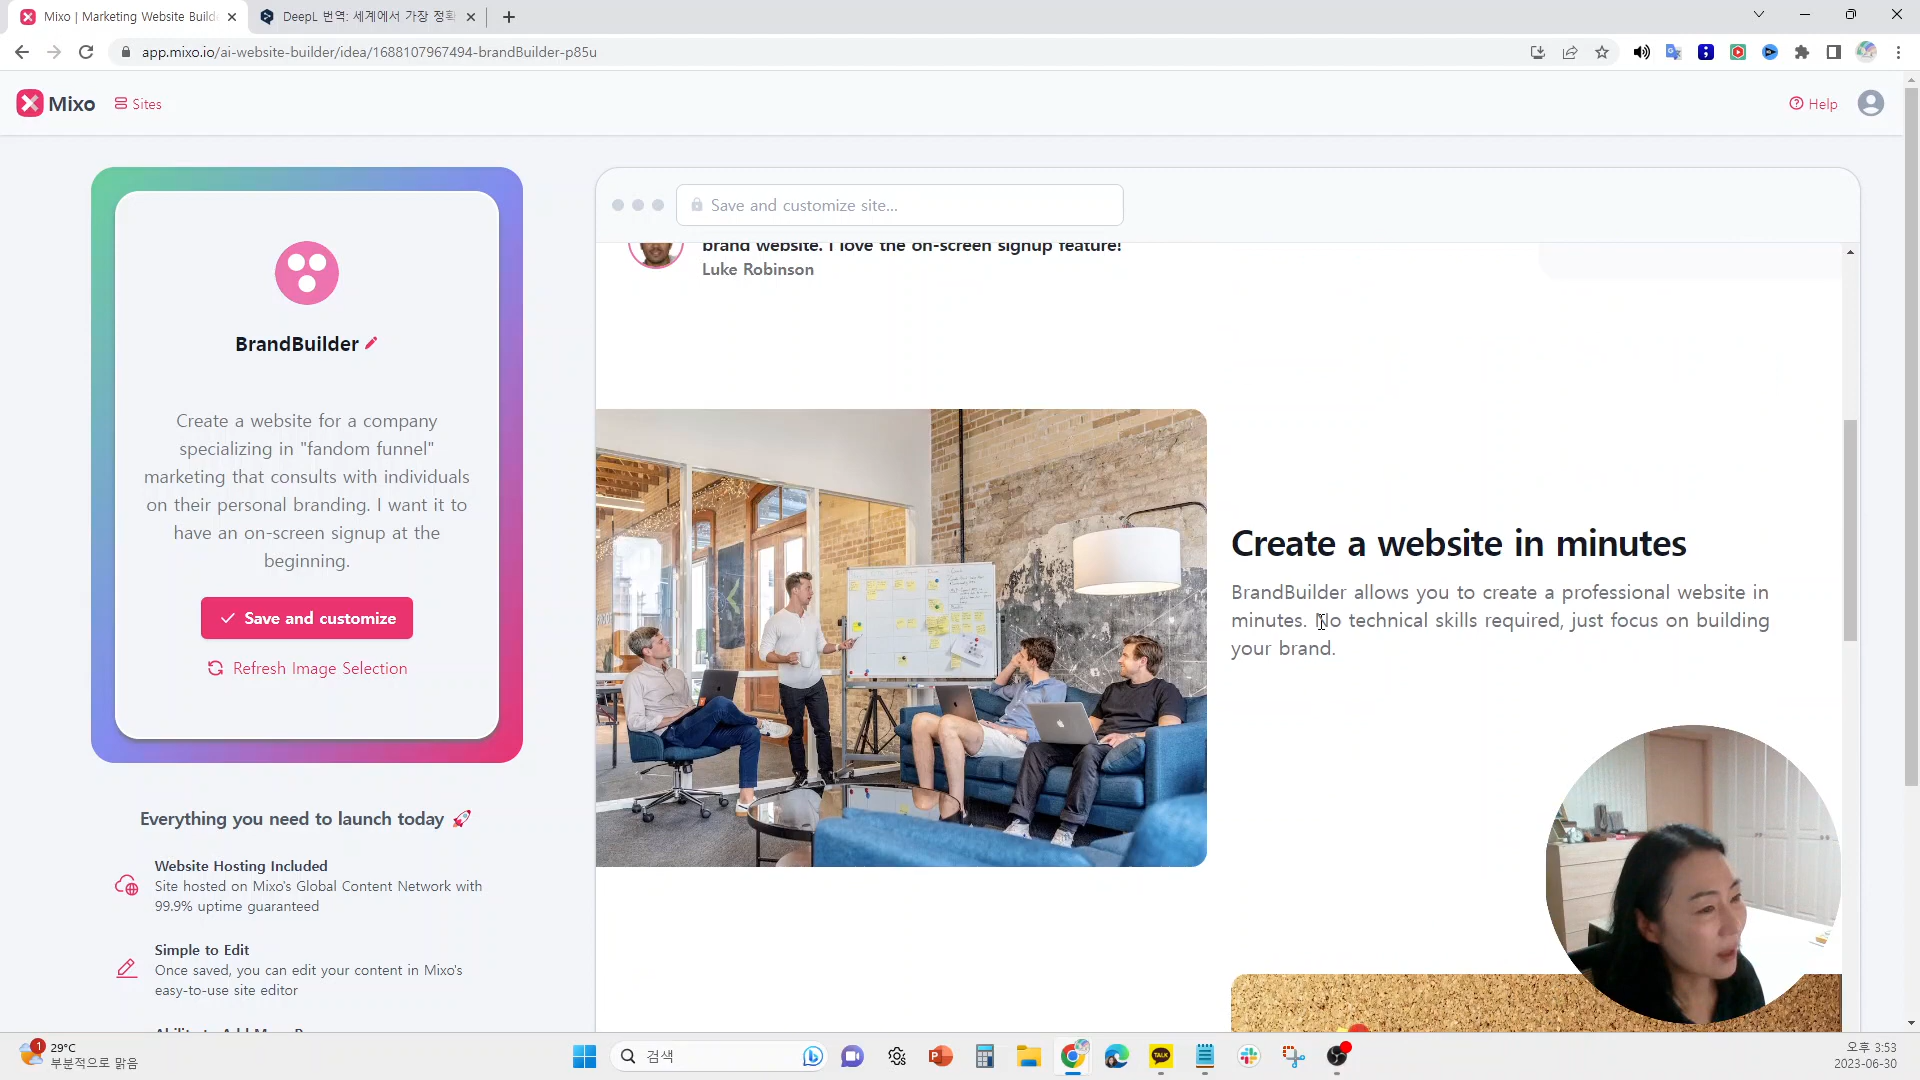 Mixo | Marketing Website Build
DeepL 번역: 세계에서 가장 정확
app.mixo.io/ai-website-builder/idea/1688107967494-brandBuilder-p85u
Mixo
Sites
Help
BrandBuilder
Create a website for a company
specializing in "fandom funnel"
marketing that consults with individuals
on their personal branding. I want it to
have an on-screen signup at the
beginning.
Save and customize
Refresh Image Selection
Everything you need to launch today
Website Hosting Included
Site hosted on Mixo's Global Content Network with
99.9% uptime guaranteed
Simple to Edit
Once saved, you can edit your content in Mixo's
easy-to-use site editor
Save and customize site...
brand website. I love the on-screen signup feature!
Luke Robinson
Create a website in minutes
BrandBuilder allows you to create a professional website in
minutes. No technical skills required, just focus on building
your brand.
1
29°C
부분적으로 맑음
검색
TALK
오후 3:53
2023-06-30